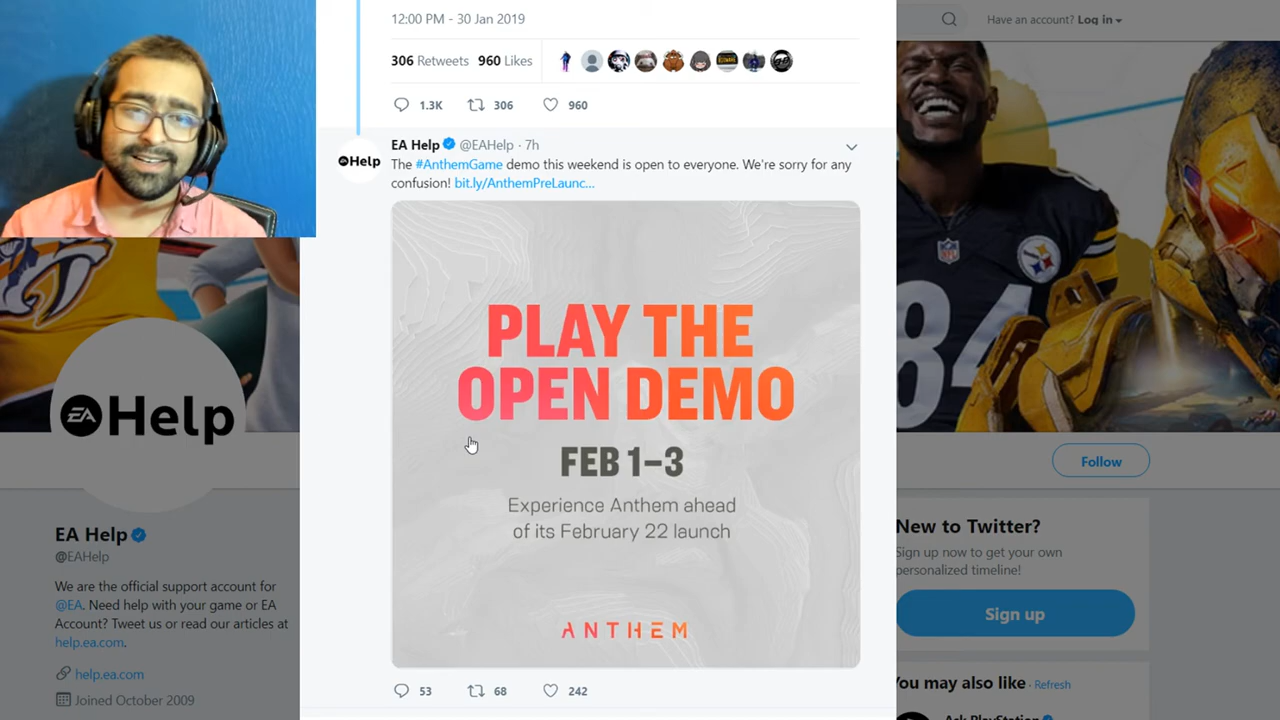 12:00 PM - 30 Jan 2019
306 Retweets 960 Likes
1.3K 306 960
EA Help @EAHelp · 7h
The #AnthemGame demo this weekend is open to everyone. We're sorry for any
confusion! bit.ly/AnthemPreLaunc...
Help
PLAY THE
OPEN DEMO
FEB 1–3
Experience Anthem ahead
of its February 22 launch
ANTHEM
53 68 242
EA Help
EA Help
@EAHelp
We are the official support account for
@EA. Need help with your game or EA
Account? Tweet us or read our articles at
help.ea.com.
help.ea.com
Joined October 2009
Have an account? Log in
NFL
84
Follow
New to Twitter?
Sign up now to get your own
personalized timeline!
Sign up
You may also like · Refresh
Ask PlayStation